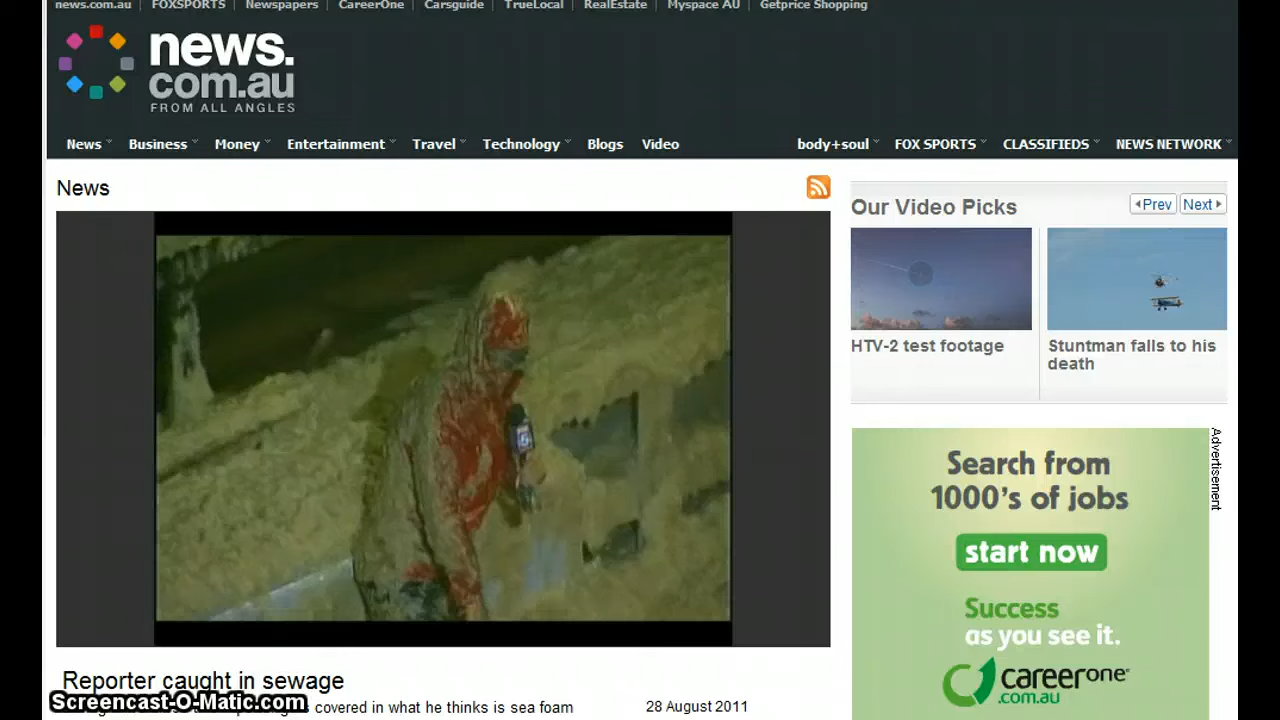 news.com.au FOXSPORTS Newspapers CareerOne Carsguide TrueLocal RealEstate Myspace AU Getprice Shopping
news.
com.au
FROM ALL ANGLES
News Business Money Entertainment Travel Technology Blogs Video body+soul FOX SPORTS CLASSIFIEDS NEWS NETWORK
News
Our Video Picks
Prev Next
HTV-2 test footage
Stuntman falls to his
death
Advertisement
Search from
1000's of jobs
start now
Success
as you see it.
careerone
.com.au
Reporter caught in sewage
covered in what he thinks is sea foam
28 August 2011
Screencast-O-Matic.com